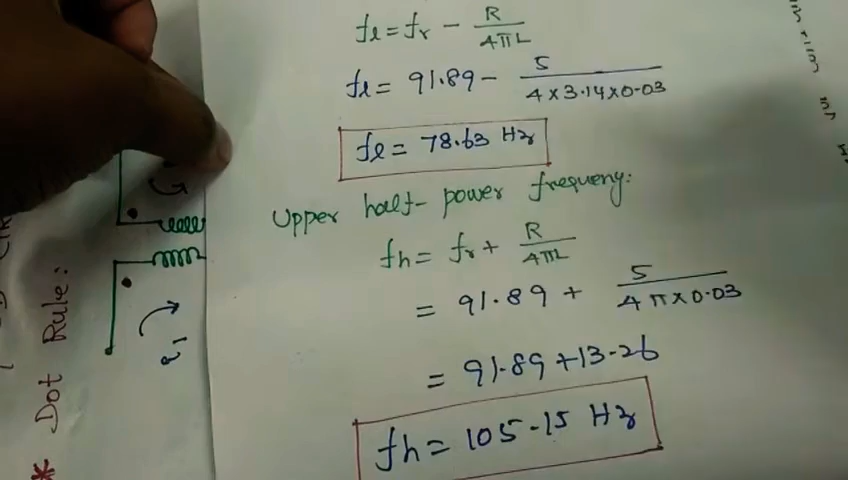 fl = fr - R/4πL
fl = 91.89 - 5/4×3.14×0.03
fl = 78.63 Hz
Upper half-power frequeny:
fh = fr + R/4πL
= 91.89 + 5/4π×0.03
= 91.89+13.26
fh = 105.15 Hz
* Dot Rule: